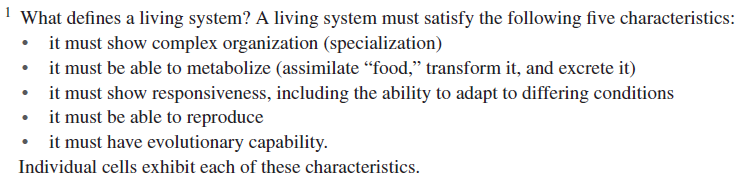 1 What defines a living system? A living system must satisfy the following five characteristics:
• it must show complex organization (specialization)
• it must be able to metabolize (assimilate “food,” transform it, and excrete it)
• it must show responsiveness, including the ability to adapt to differing conditions
• it must be able to reproduce
• it must have evolutionary capability.
Individual cells exhibit each of these characteristics.